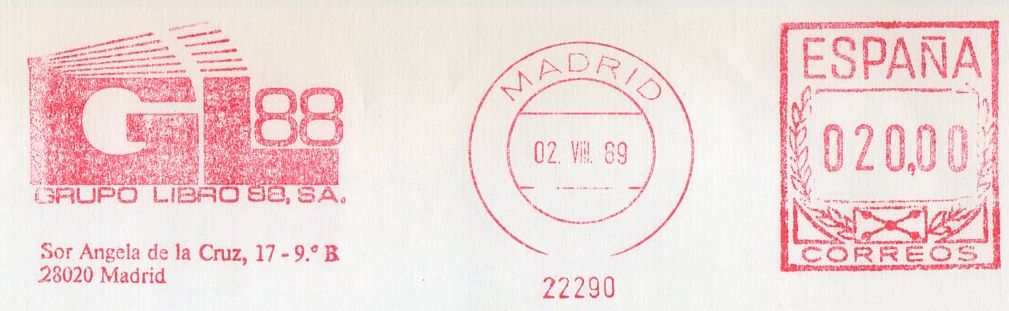 GL88
GRUPO LIBRO 88, SA.
Sor Angela de la Cruz, 17 - 9.º B
28020 Madrid
MADRID
02. VIII. 89
22290
ESPAÑA
020,00
CORREOS